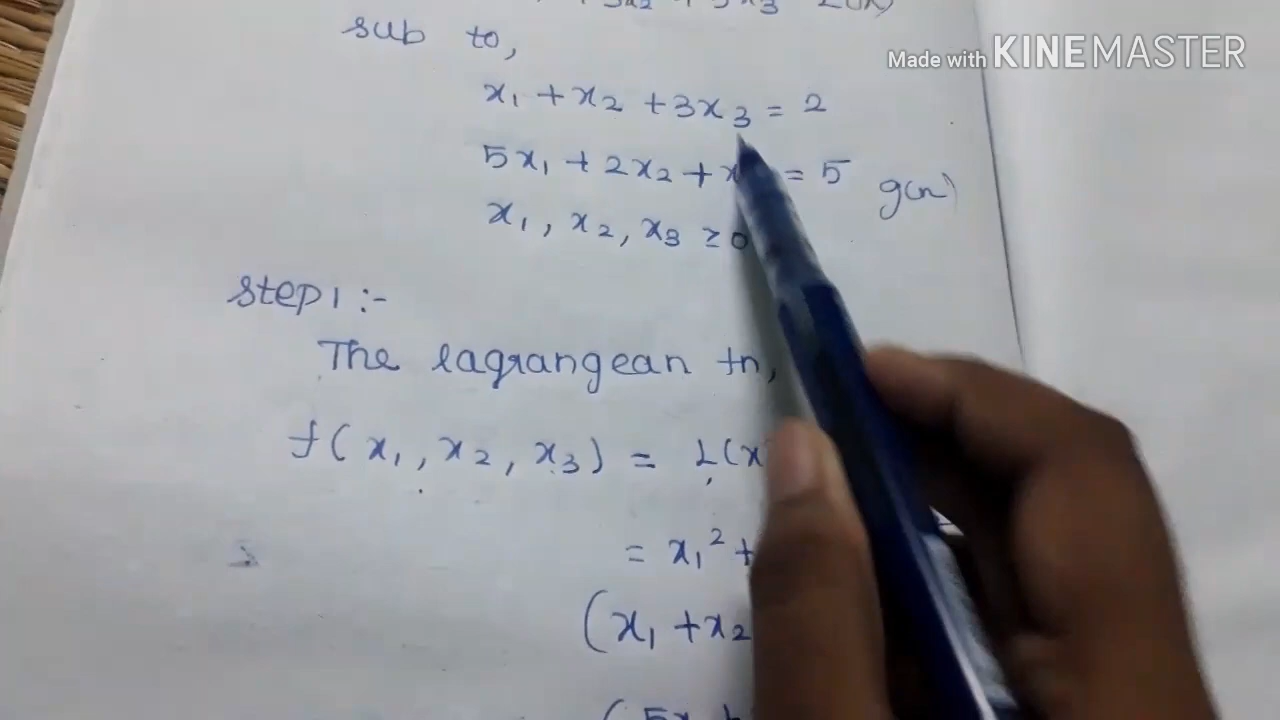 sub to,
Made with KINEMASTER
x₁ + x₂ + 3x₃ = 2
5x₁ + 2x₂ + x = 5 g(n)
x₁, x₂, x₃ ≥ 0
Step 1 :-
The lagrangean fn,
f(x₁, x₂, x₃) = L(x
= x₁² +
(x₁ + x₂